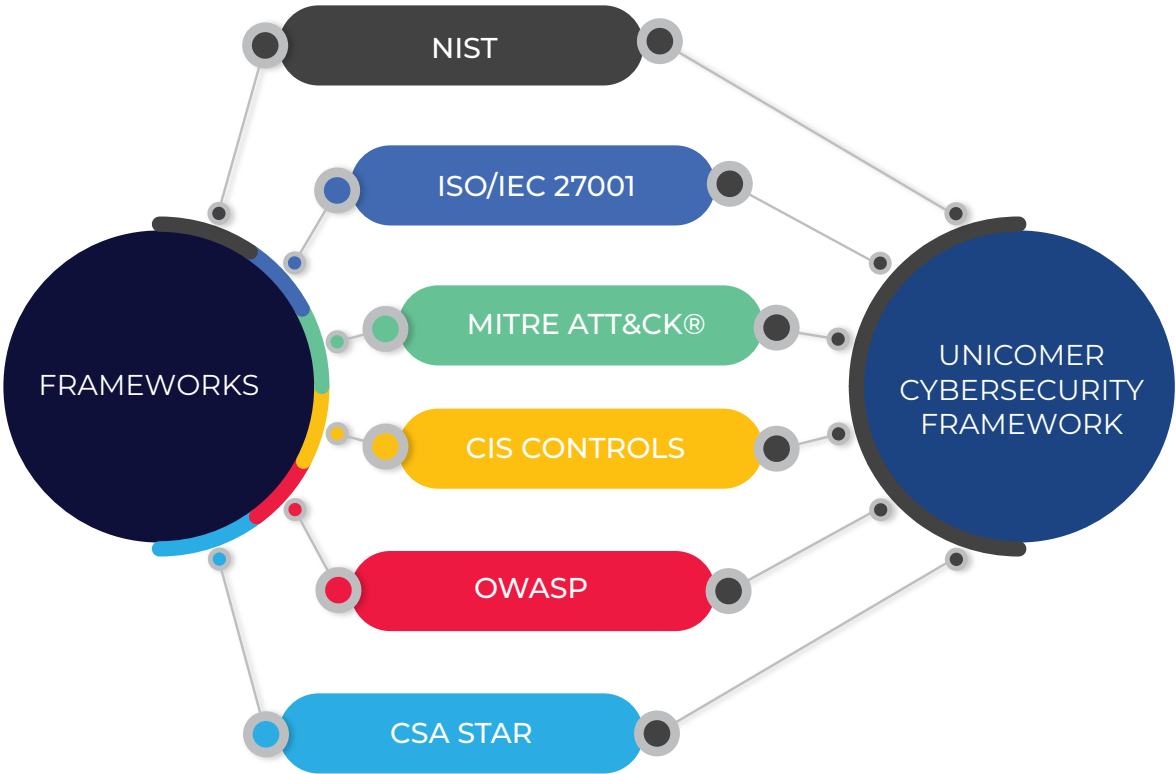 NIST
ISO/IEC 27001
MITRE ATT&CK®
FRAMEWORKS
UNICOMER
CYBERSECURITY
FRAMEWORK
CIS CONTROLS
OWASP
CSA STAR